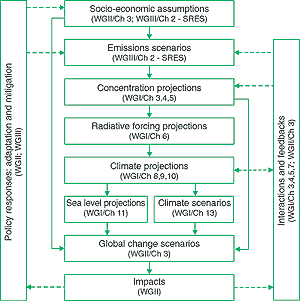 Socio-economic assumptions
(WGII/Ch 3; WGIII/Ch 2 - SRES)
Emissions scenarios
(WGIII/Ch 2 - SRES)
Concentration projections
(WGI/Ch 3,4,5)
Radiative forcing projections
(WGI/Ch 6)
Climate projections
(WGI/Ch 8,9,10)
Sea level projections
(WGI/Ch 11)
Climate scenarios
(WGI/Ch 13)
Global change scenarios
(WGII/Ch 3)
Impacts
(WGII)
Policy responses: adaptation and mitigation
(WGII; WGIII)
Interactions and feedbacks
(WGI/Ch 3,4,5,7; WGII/Ch 3)